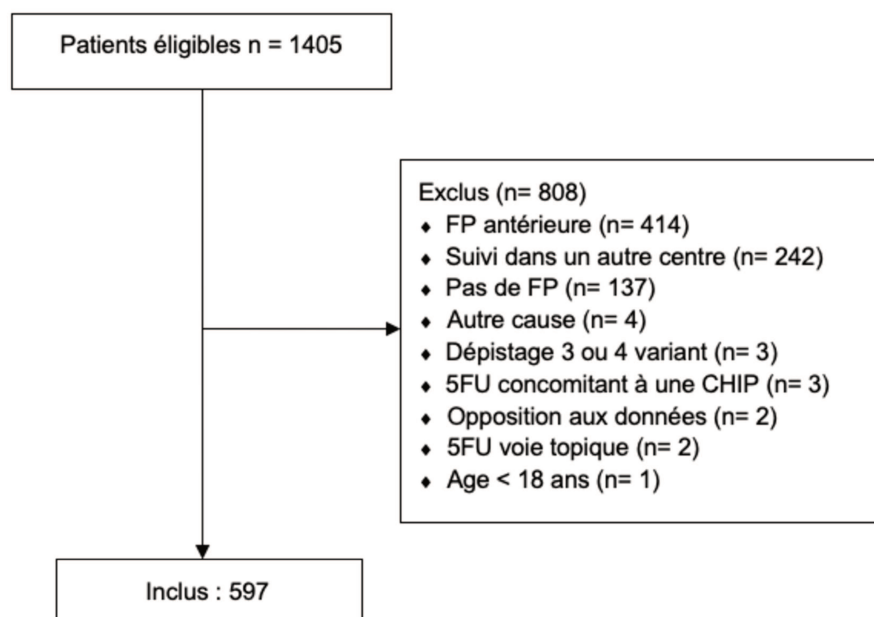 Patients éligibles n = 1405
Exclus (n= 808)
♦ FP antérieure (n= 414)
♦ Suivi dans un autre centre (n= 242)
♦ Pas de FP (n= 137)
♦ Autre cause (n= 4)
♦ Dépistage 3 ou 4 variant (n= 3)
♦ 5FU concomitant à une CHIP (n= 3)
♦ Opposition aux données (n= 2)
♦ 5FU voie topique (n= 2)
♦ Age < 18 ans (n= 1)
Inclus : 597